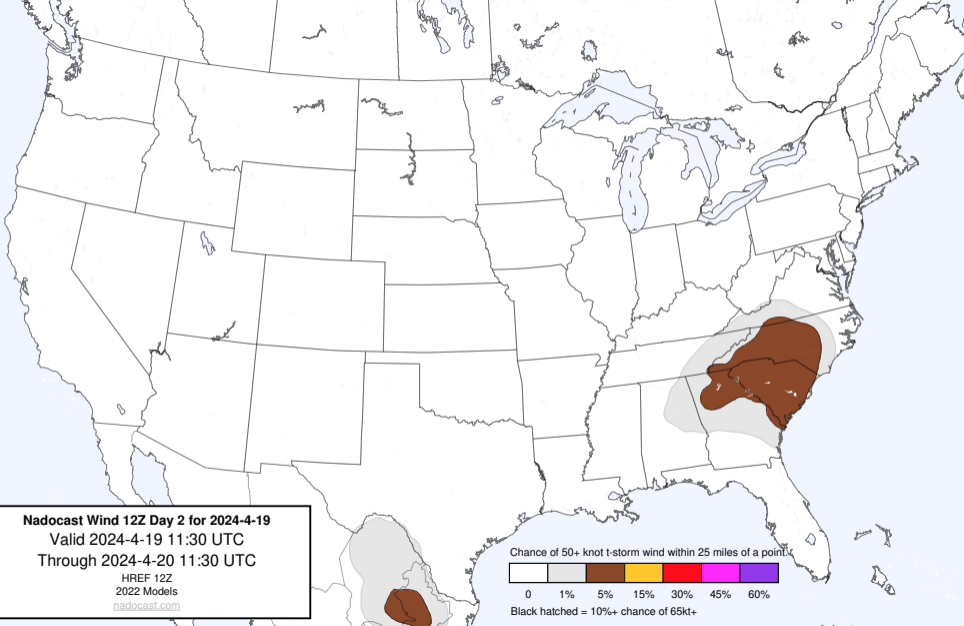 Nadocast Wind 12Z Day 2 for 2024-4-19
Valid 2024-4-19 11:30 UTC
Through 2024-4-20 11:30 UTC
HREF 12Z
2022 Models
nadocast.com
Chance of 50+ knot t-storm wind within 25 miles of a point.
0 1% 5% 15% 30% 45% 60%
Black hatched = 10%+ chance of 65kt+